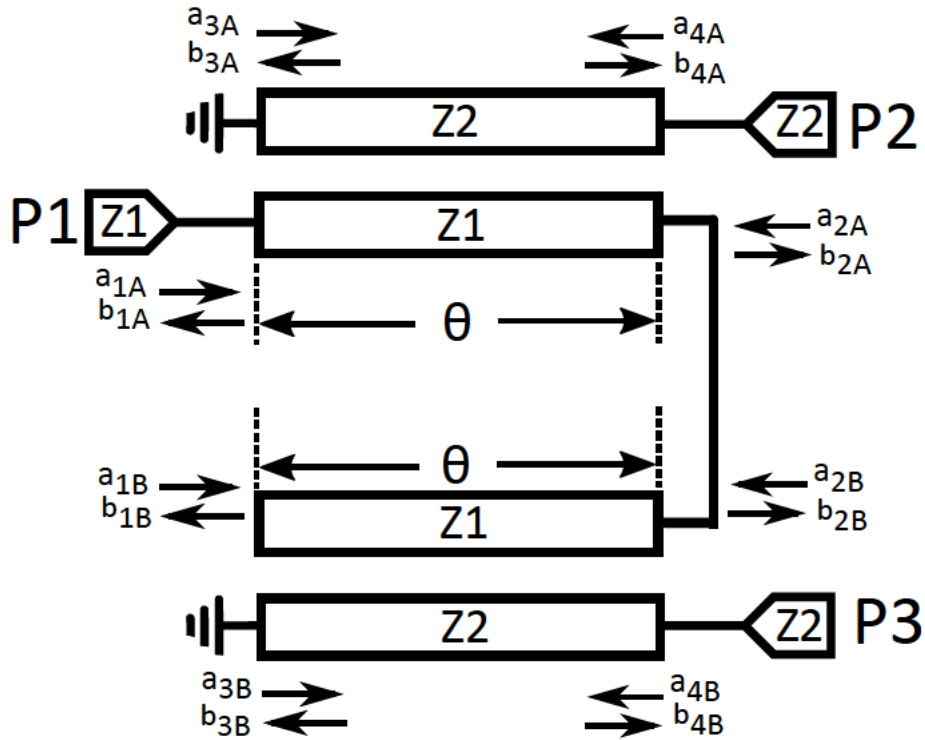 a3A
b3A
a4A
b4A
Z2
Z2 P2
P1 Z1
Z1
a2A
b2A
a1A
b1A
θ
θ
a1B
b1B
a2B
b2B
Z1
Z2
Z2 P3
a3B
b3B
a4B
b4B